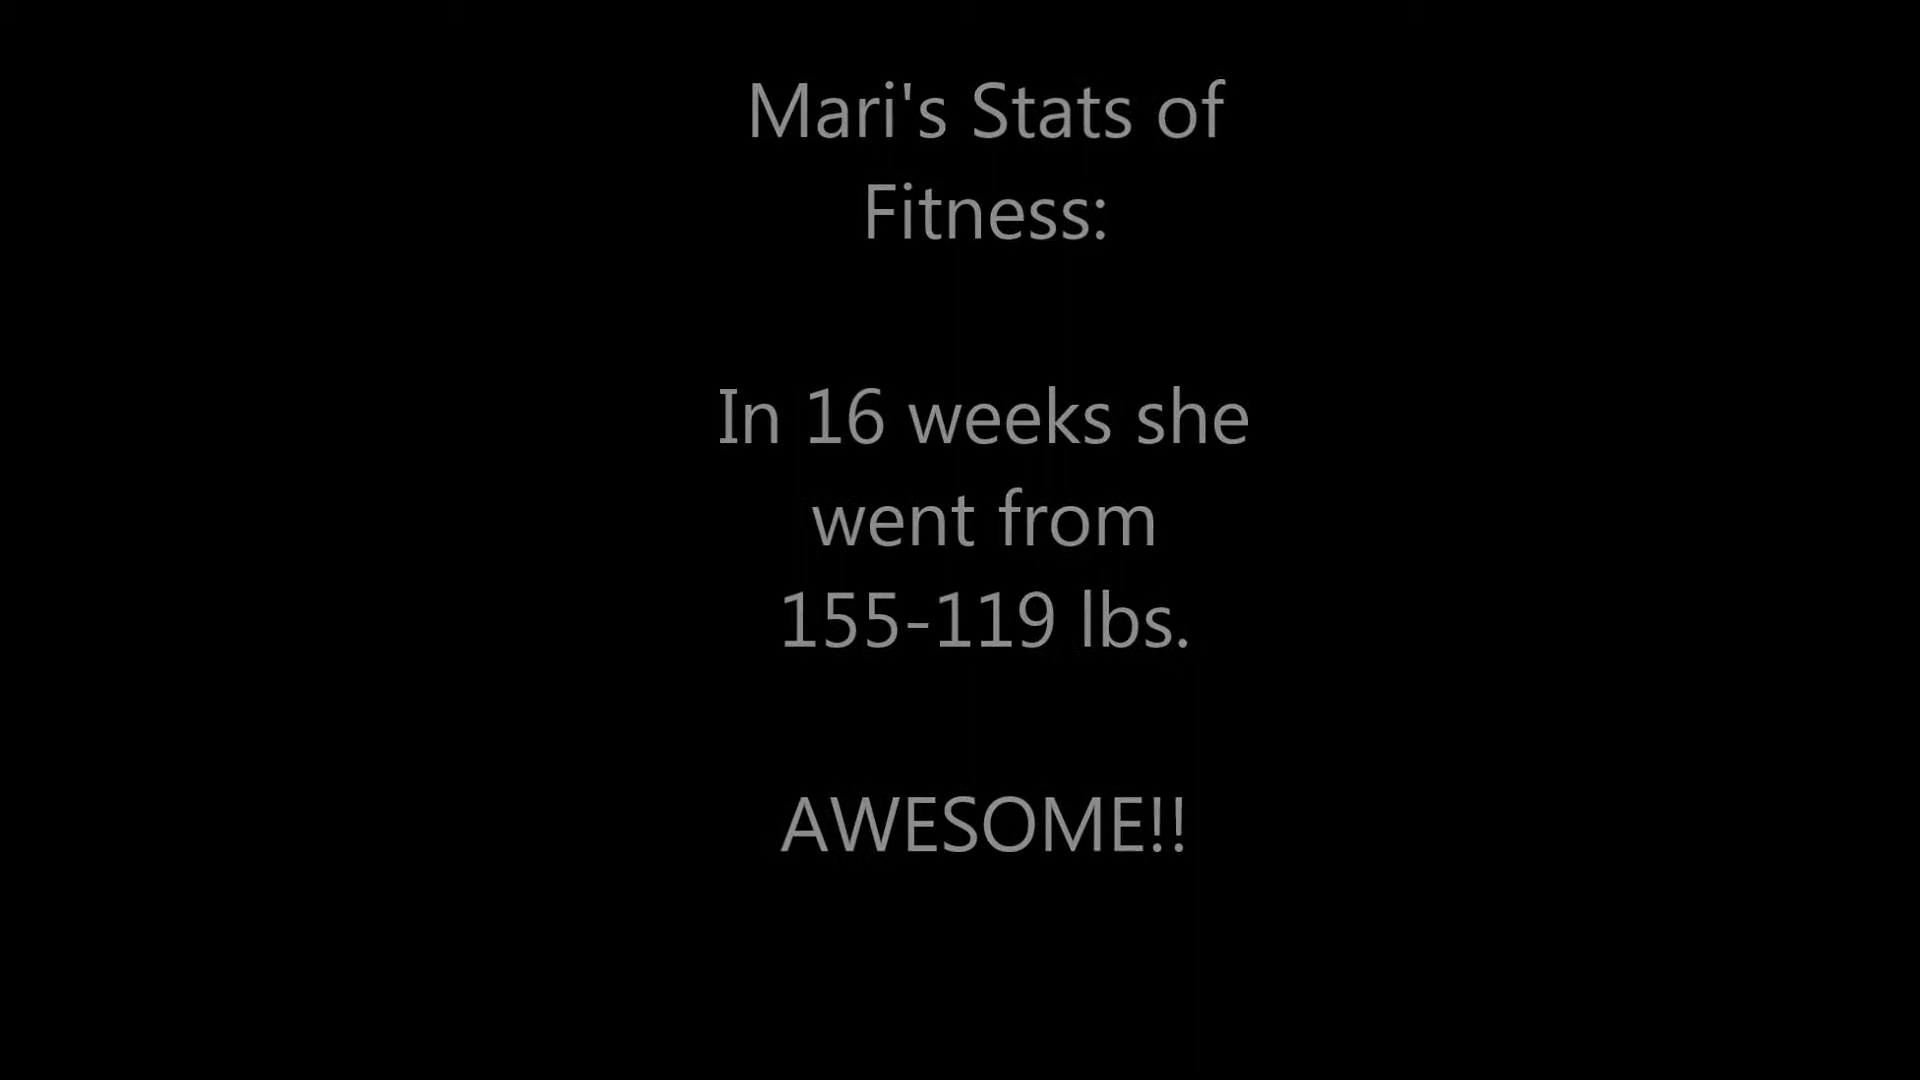 Mari's Stats of
Fitness:
In 16 weeks she
went from
155-119 lbs.
AWESOME!!